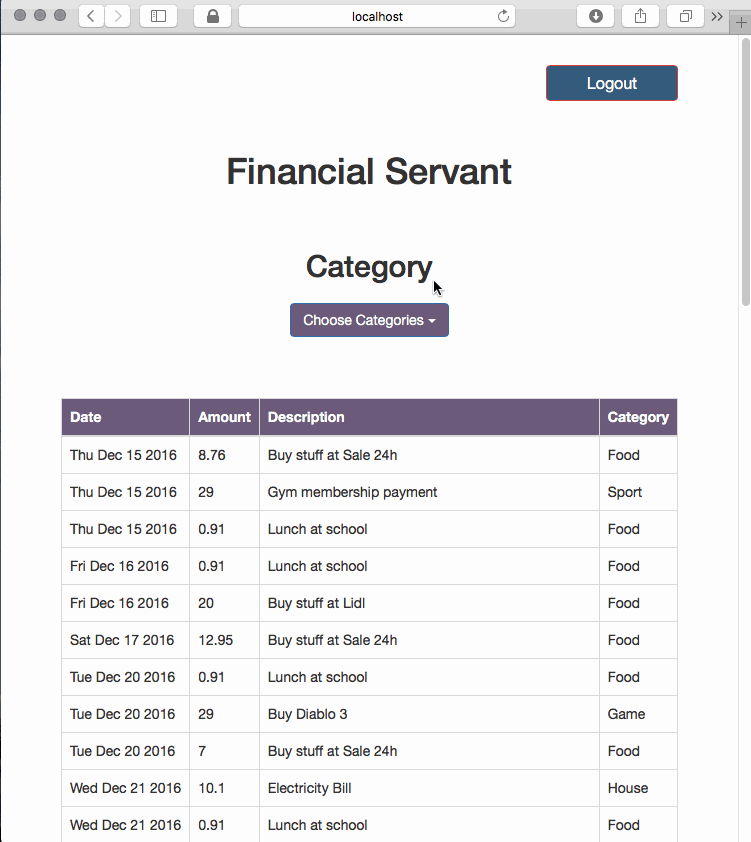 localhost
Logout
Financial Servant
Category
Choose Categories
Date Amount Description Category
Thu Dec 15 2016 8.76 Buy stuff at Sale 24h Food
Thu Dec 15 2016 29 Gym membership payment Sport
Thu Dec 15 2016 0.91 Lunch at school Food
Fri Dec 16 2016 0.91 Lunch at school Food
Fri Dec 16 2016 20 Buy stuff at Lidl Food
Sat Dec 17 2016 12.95 Buy stuff at Sale 24h Food
Tue Dec 20 2016 0.91 Lunch at school Food
Tue Dec 20 2016 29 Buy Diablo 3 Game
Tue Dec 20 2016 7 Buy stuff at Sale 24h Food
Wed Dec 21 2016 10.1 Electricity Bill House
Wed Dec 21 2016 0.91 Lunch at school Food